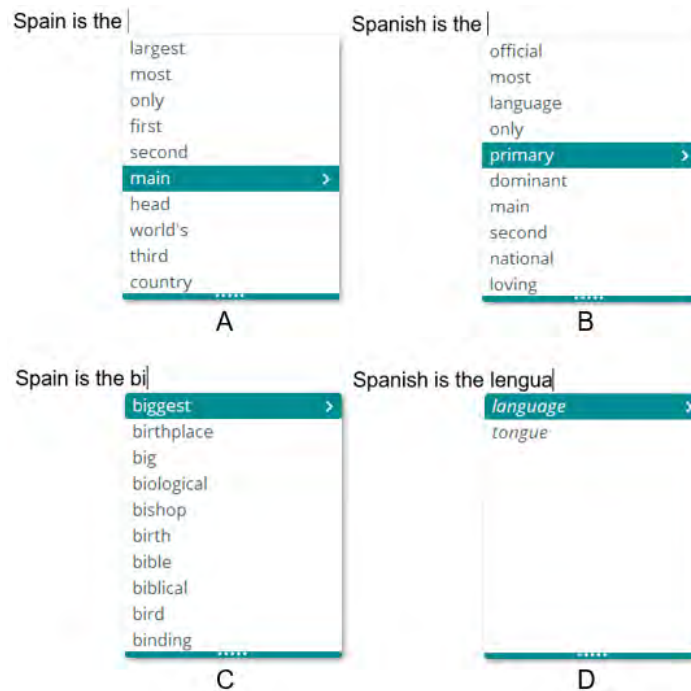 Spain is the
largest
most
only
first
second
main
head
world's
third
country
A
Spanish is the
official
most
language
only
primary
dominant
main
second
national
loving
B
Spain is the bi
biggest
birthplace
big
biological
bishop
birth
bible
biblical
bird
binding
C
Spanish is the lengua
language
tongue
D